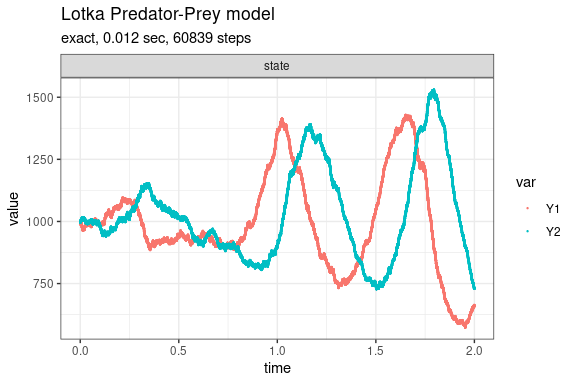 Lotka Predator-Prey model
exact, 0.012 sec, 60839 steps
state
1500
1250
1000
750
value
0.0 0.5 1.0 1.5 2.0
time
var
Y1
Y2